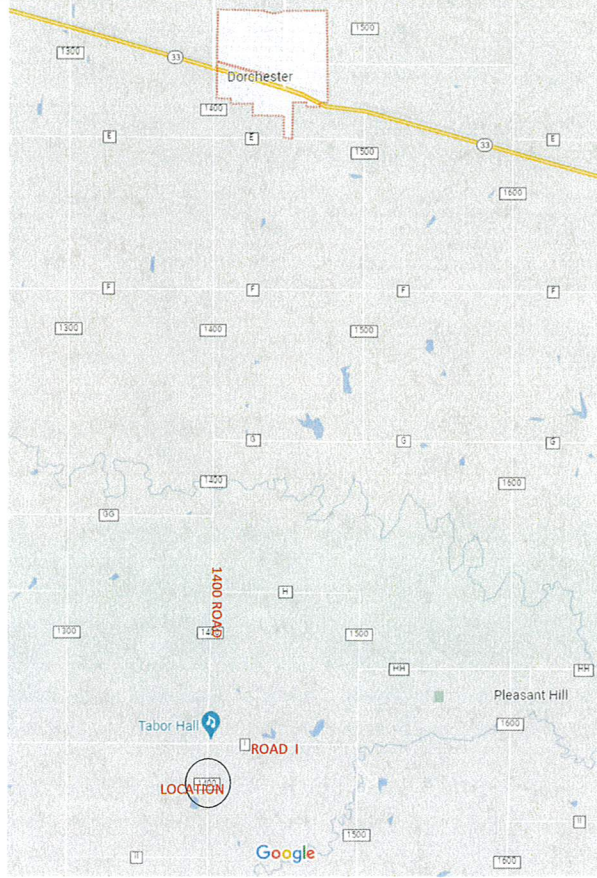 1500
1300
33
Dorchester
1400
E
E
E
33
1500
1600
F
F
F
F
1300
1400
1500
G
G
G
1400
1600
GG
1400 ROAD
H
1300
1400
1500
HH
HH
Pleasant Hill
Tabor Hall
1600
I
ROAD I
1400
LOCATION
II
1500
Google
II
1600